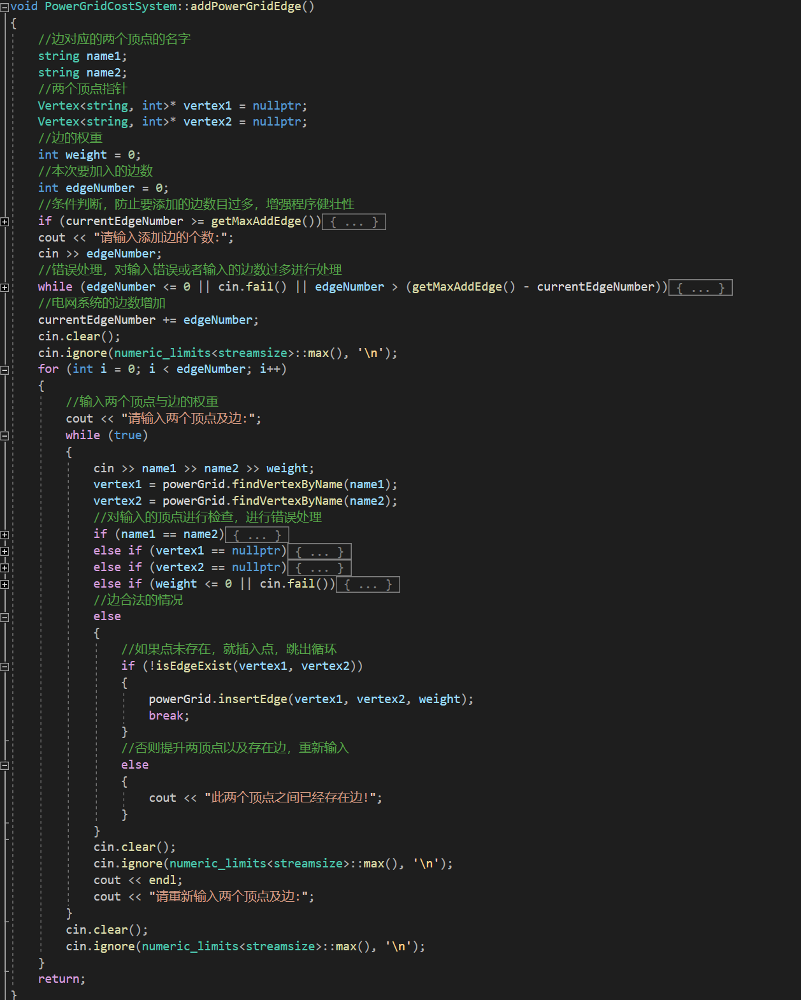 void PowerGridCostSystem::addPowerGridEdge()
{
//边对应的两个顶点的名字
string name1;
string name2;
//两个顶点指针
Vertex<string, int>* vertex1 = nullptr;
Vertex<string, int>* vertex2 = nullptr;
//边的权重
int weight = 0;
//本次要加入的边数
int edgeNumber = 0;
//条件判断，防止要添加的边数目过多，增强程序健壮性
if (currentEdgeNumber >= getMaxAddEdge()){ ... }
cout << "请输入添加边的个数:";
cin >> edgeNumber;
//错误处理，对输入错误或者输入的边数过多进行处理
while (edgeNumber <= 0 || cin.fail() || edgeNumber > (getMaxAddEdge() - currentEdgeNumber)){ ... }
//电网系统的边数增加
currentEdgeNumber += edgeNumber;
cin.clear();
cin.ignore(numeric_limits<streamsize>::max(), '\n');
for (int i = 0; i < edgeNumber; i++)
{
//输入两个顶点与边的权重
cout << "请输入两个顶点及边:";
while (true)
{
cin >> name1 >> name2 >> weight;
vertex1 = powerGrid.findVertexByName(name1);
vertex2 = powerGrid.findVertexByName(name2);
//对输入的顶点进行检查，进行错误处理
if (name1 == name2){ ... }
else if (vertex1 == nullptr){ ... }
else if (vertex2 == nullptr){ ... }
else if (weight <= 0 || cin.fail()){ ... }
//边合法的情况
else
{
//如果点未存在，就插入点，跳出循环
if (!isEdgeExist(vertex1, vertex2))
{
powerGrid.insertEdge(vertex1, vertex2, weight);
break;
}
//否则提升两顶点以及存在边，重新输入
else
{
cout << "此两个顶点之间已经存在边!";
}
}
cin.clear();
cin.ignore(numeric_limits<streamsize>::max(), '\n');
cout << endl;
cout << "请重新输入两个顶点及边:";
}
cin.clear();
cin.ignore(numeric_limits<streamsize>::max(), '\n');
}
return;
}